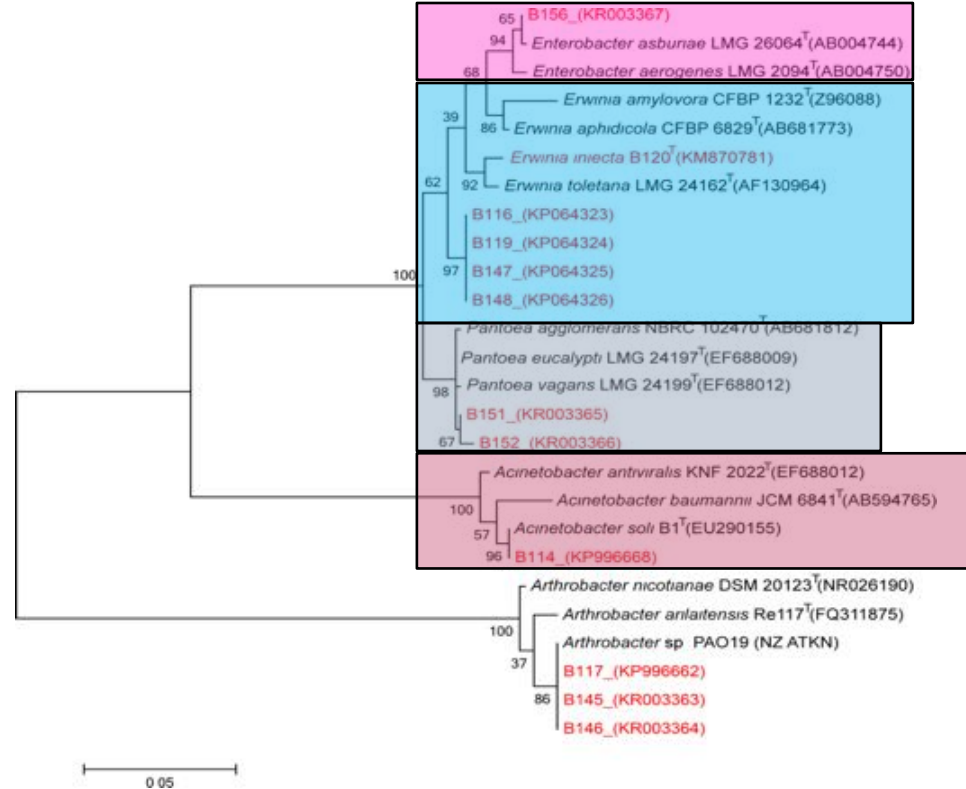 65
B156_(KR003367)
94
Enterobacter asburiae LMG 26064T(AB004744)
68
Enterobacter aerogenes LMG 2094T(AB004750)
Erwinia amylovora CFBP 1232T(Z96088)
39
86
Erwinia aphidicola CFBP 6829T(AB681773)
Erwinia iniecta B120T(KM870781)
62
92
Erwinia toletana LMG 24162T(AF130964)
B116_(KP064323)
B119_(KP064324)
97
B147_(KP064325)
100
B148_(KP064326)
Pantoea agglomerans NBRC 102470T(AB681812)
Pantoea eucalypti LMG 24197T(EF688009)
98
Pantoea vagans LMG 24199T(EF688012)
B151_(KR003365)
67
B152_(KR003366)
Acinetobacter antiviralis KNF 2022T(EF688012)
100
Acinetobacter baumannii JCM 6841T(AB594765)
57
Acinetobacter soli B1T(EU290155)
96
B114_(KP996668)
Arthrobacter nicotianae DSM 20123T(NR026190)
100
Arthrobacter arilaitensis Re117T(FQ311875)
Arthrobacter sp PAO19 (NZ ATKN)
37
B117_(KP996662)
86
B145_(KR003363)
B146_(KR003364)
0 05